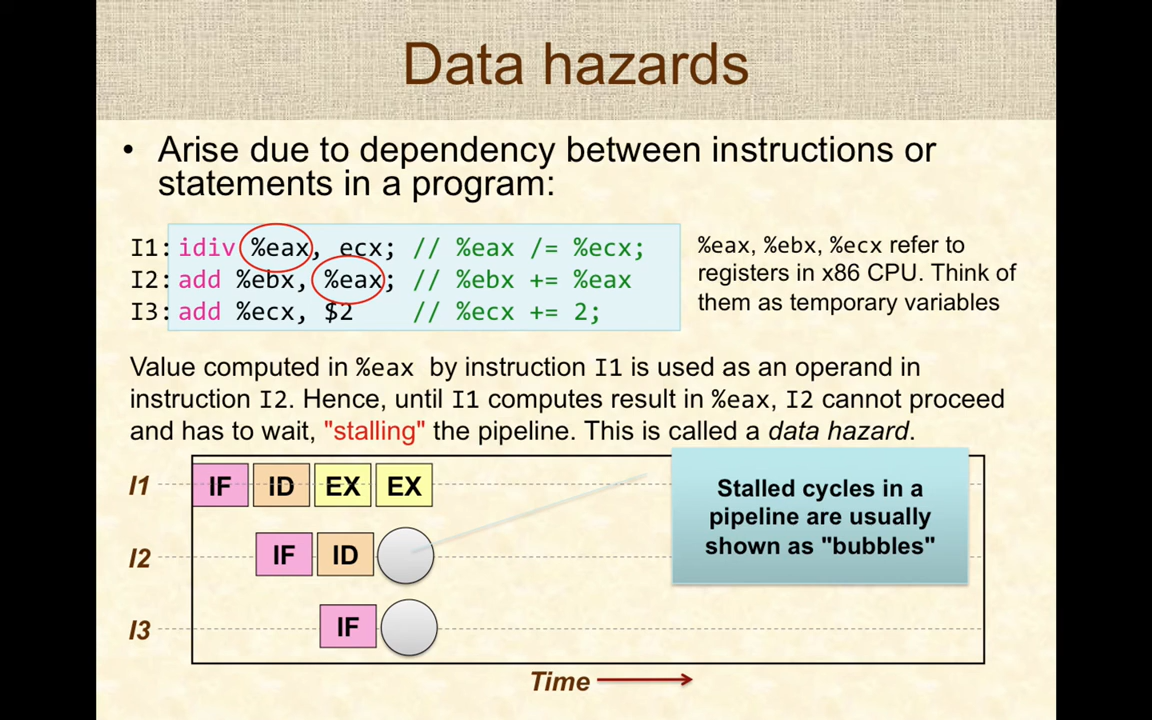 Data hazards
• Arise due to dependency between instructions or
statements in a program:
I1: idiv %eax, ecx; // %eax /= %ecx;
I2: add %ebx, %eax; // %ebx += %eax
I3: add %ecx, $2 // %ecx += 2;
%eax, %ebx, %ecx refer to
registers in x86 CPU. Think of
them as temporary variables
Value computed in %eax by instruction I1 is used as an operand in
instruction I2. Hence, until I1 computes result in %eax, I2 cannot proceed
and has to wait, "stalling" the pipeline. This is called a data hazard.
I1 IF ID EX EX
I2 IF ID
I3 IF
Stalled cycles in a
pipeline are usually
shown as "bubbles"
Time